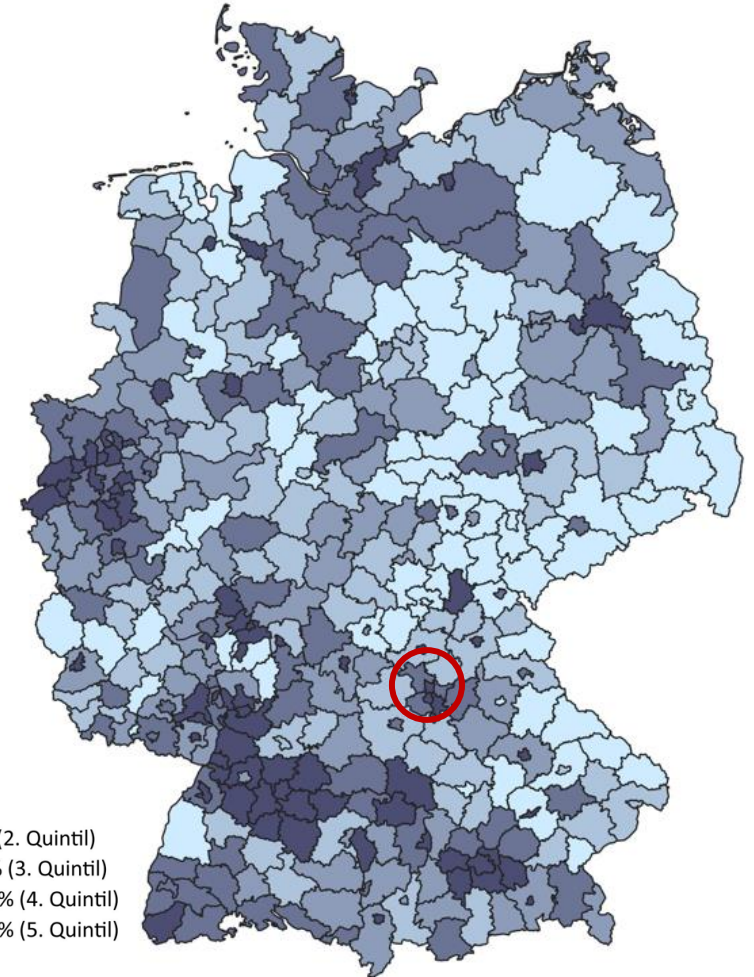 (2. Quintil)
% (3. Quintil)
% (4. Quintil)
% (5. Quintil)